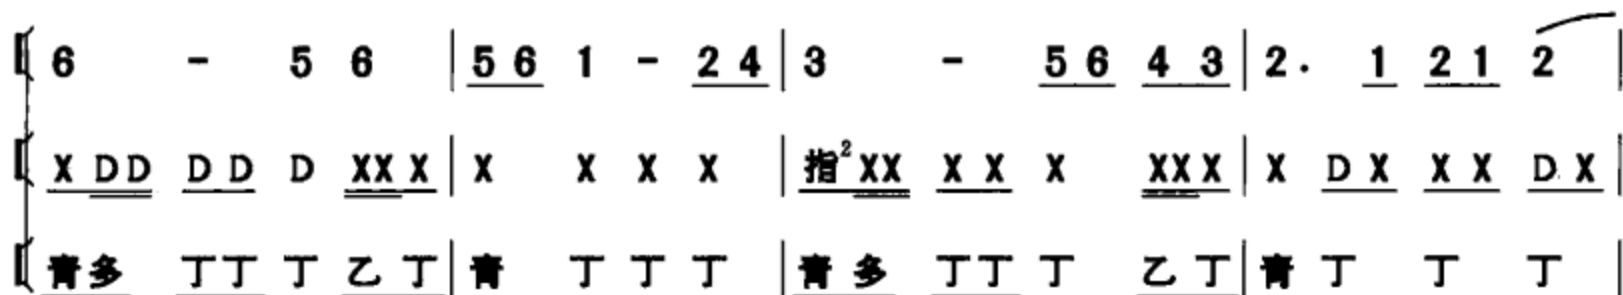 6 - 5 6 | 5 6 1 - 2 4 | 3 - 5 6 4 3 | 2 . 1 2 1 2 |
X D D D D D X X X | X X X X | 指2 X X X X X X X X | X D X X X D X |
青多 丁丁 丁 乙 丁 | 青 丁 丁 丁 | 青 多 丁丁 丁 乙 丁 | 青 丁 丁 丁 |